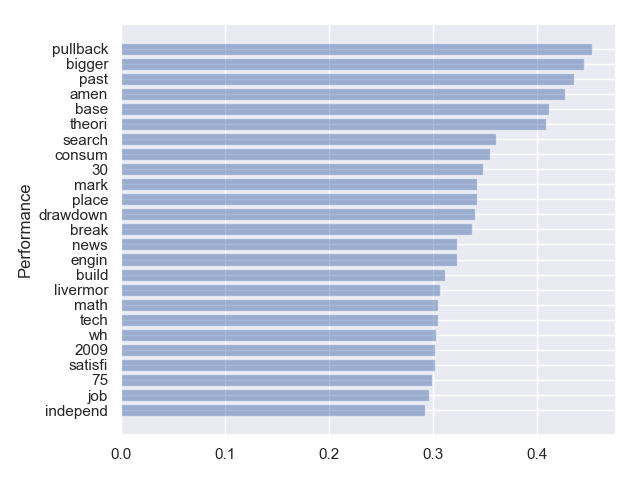 Performance
pullback
bigger
past
amen
base
theori
search
consum
30
mark
place
drawdown
break
news
engin
build
livermor
math
tech
wh
2009
satisfi
75
job
independ
0.0 0.1 0.2 0.3 0.4